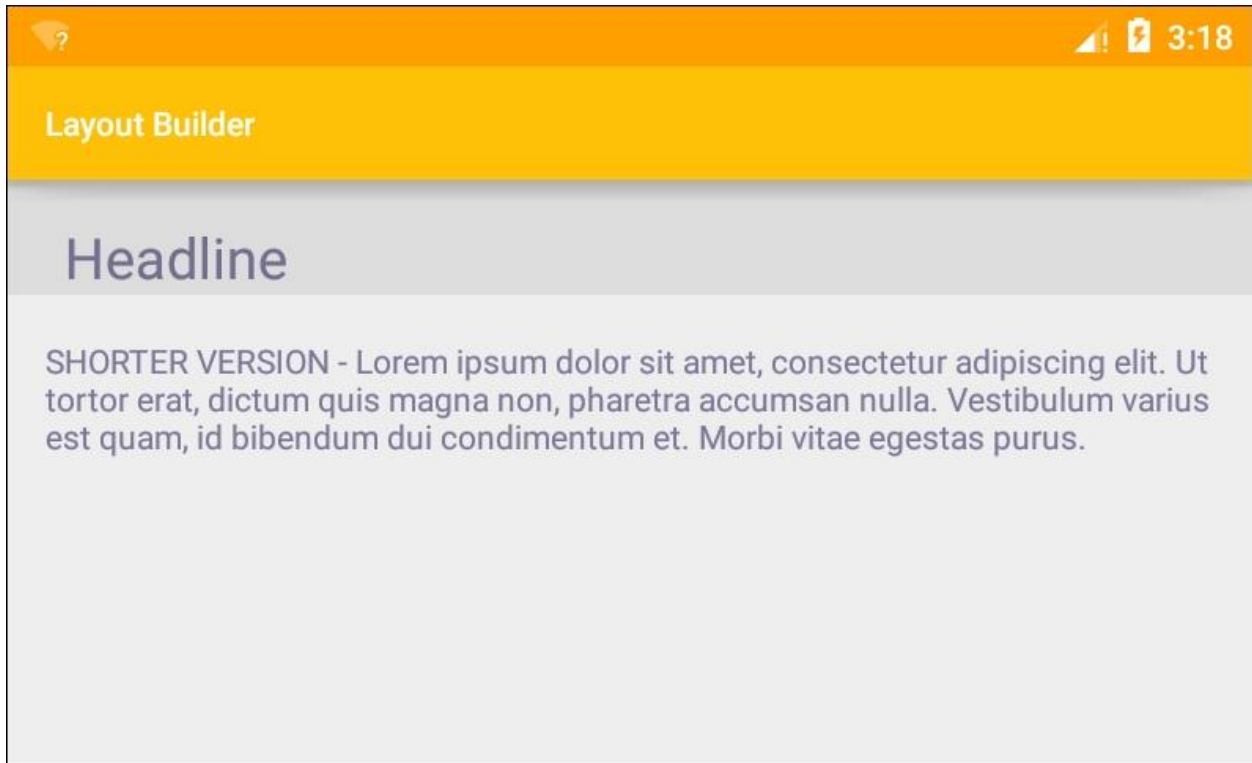 ? ! 3:18
Layout Builder
Headline
SHORTER VERSION - Lorem ipsum dolor sit amet, consectetur adipiscing elit. Ut
tortor erat, dictum quis magna non, pharetra accumsan nulla. Vestibulum varius
est quam, id bibendum dui condimentum et. Morbi vitae egestas purus.